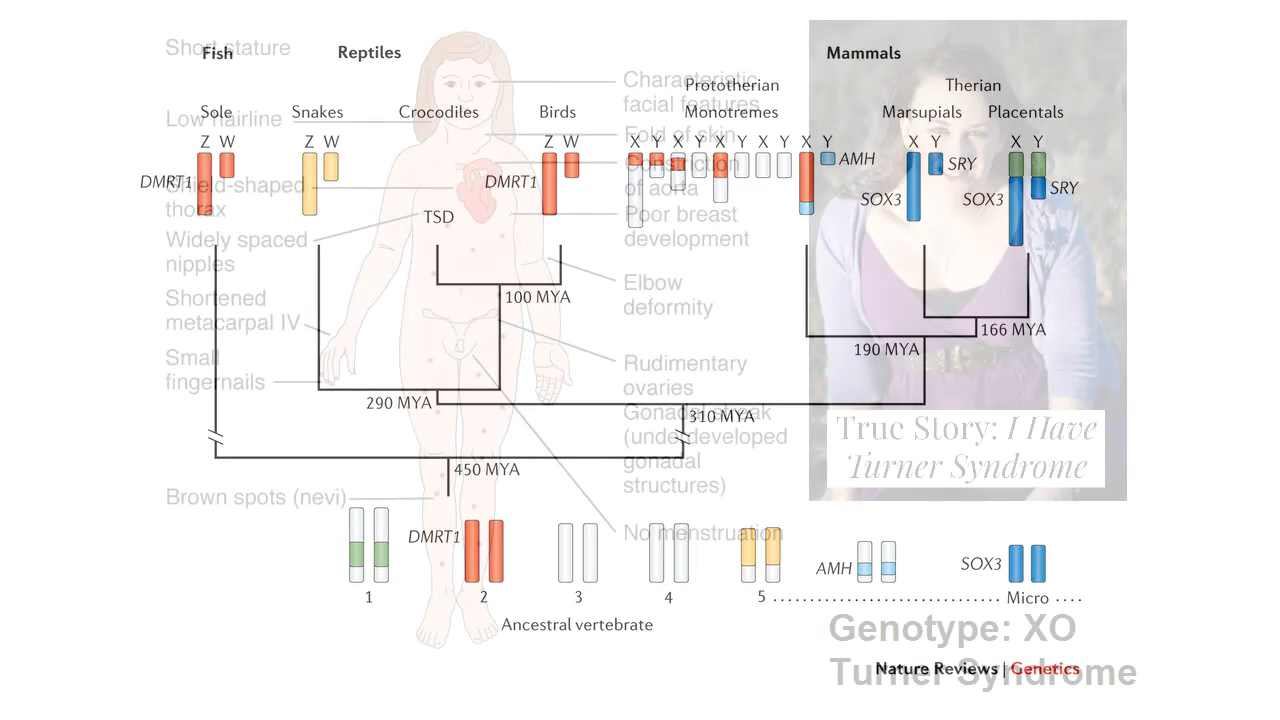 Short stature
Fish
Reptiles
Mammals
Characteristic
facial features
Prototherian
Therian
Low hairline
Sole
Snakes
Crocodiles
Birds
Monotremes
Marsupials
Placentals
Fold of skin
Z W
Z W
Z W
X Y X Y X Y X Y X Y
X Y
X Y
Constriction
of aorta
AMH
SRY
DMRT1
Shield-shaped
thorax
DMRT1
SOX3
SOX3
SRY
TSD
Poor breast
development
Widely spaced
nipples
Elbow
deformity
100 MYA
Shortened
metacarpal IV
166 MYA
190 MYA
Small
fingernails
Rudimentary
ovaries
290 MYA
310 MYA
Gonadal streak
(underdeveloped
gonadal
structures)
True Story: I Have
Turner Syndrome
450 MYA
Brown spots (nevi)
No menstruation
DMRT1
AMH
SOX3
1
2
3
4
5
Micro
Ancestral vertebrate
Genotype: XO
Turner Syndrome
Nature Reviews | Genetics